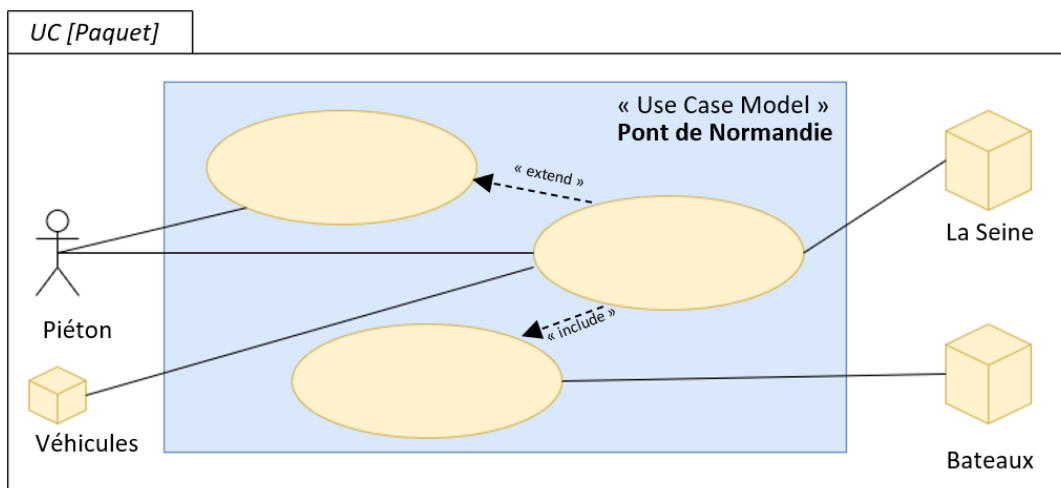 UC [Paquet]
« Use Case Model »
Pont de Normandie
« extend »
La Seine
Piéton
« include »
Véhicules
Bateaux